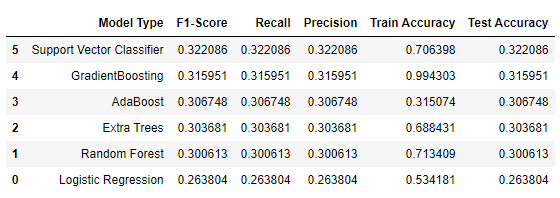 Model Type F1-Score Recall Precision Train Accuracy Test Accuracy
5 Support Vector Classifier 0.322086 0.322086 0.322086 0.706398 0.322086
4 GradientBoosting 0.315951 0.315951 0.315951 0.994303 0.315951
3 AdaBoost 0.306748 0.306748 0.306748 0.315074 0.306748
2 Extra Trees 0.303681 0.303681 0.303681 0.688431 0.303681
1 Random Forest 0.300613 0.300613 0.300613 0.713409 0.300613
0 Logistic Regression 0.263804 0.263804 0.263804 0.534181 0.263804